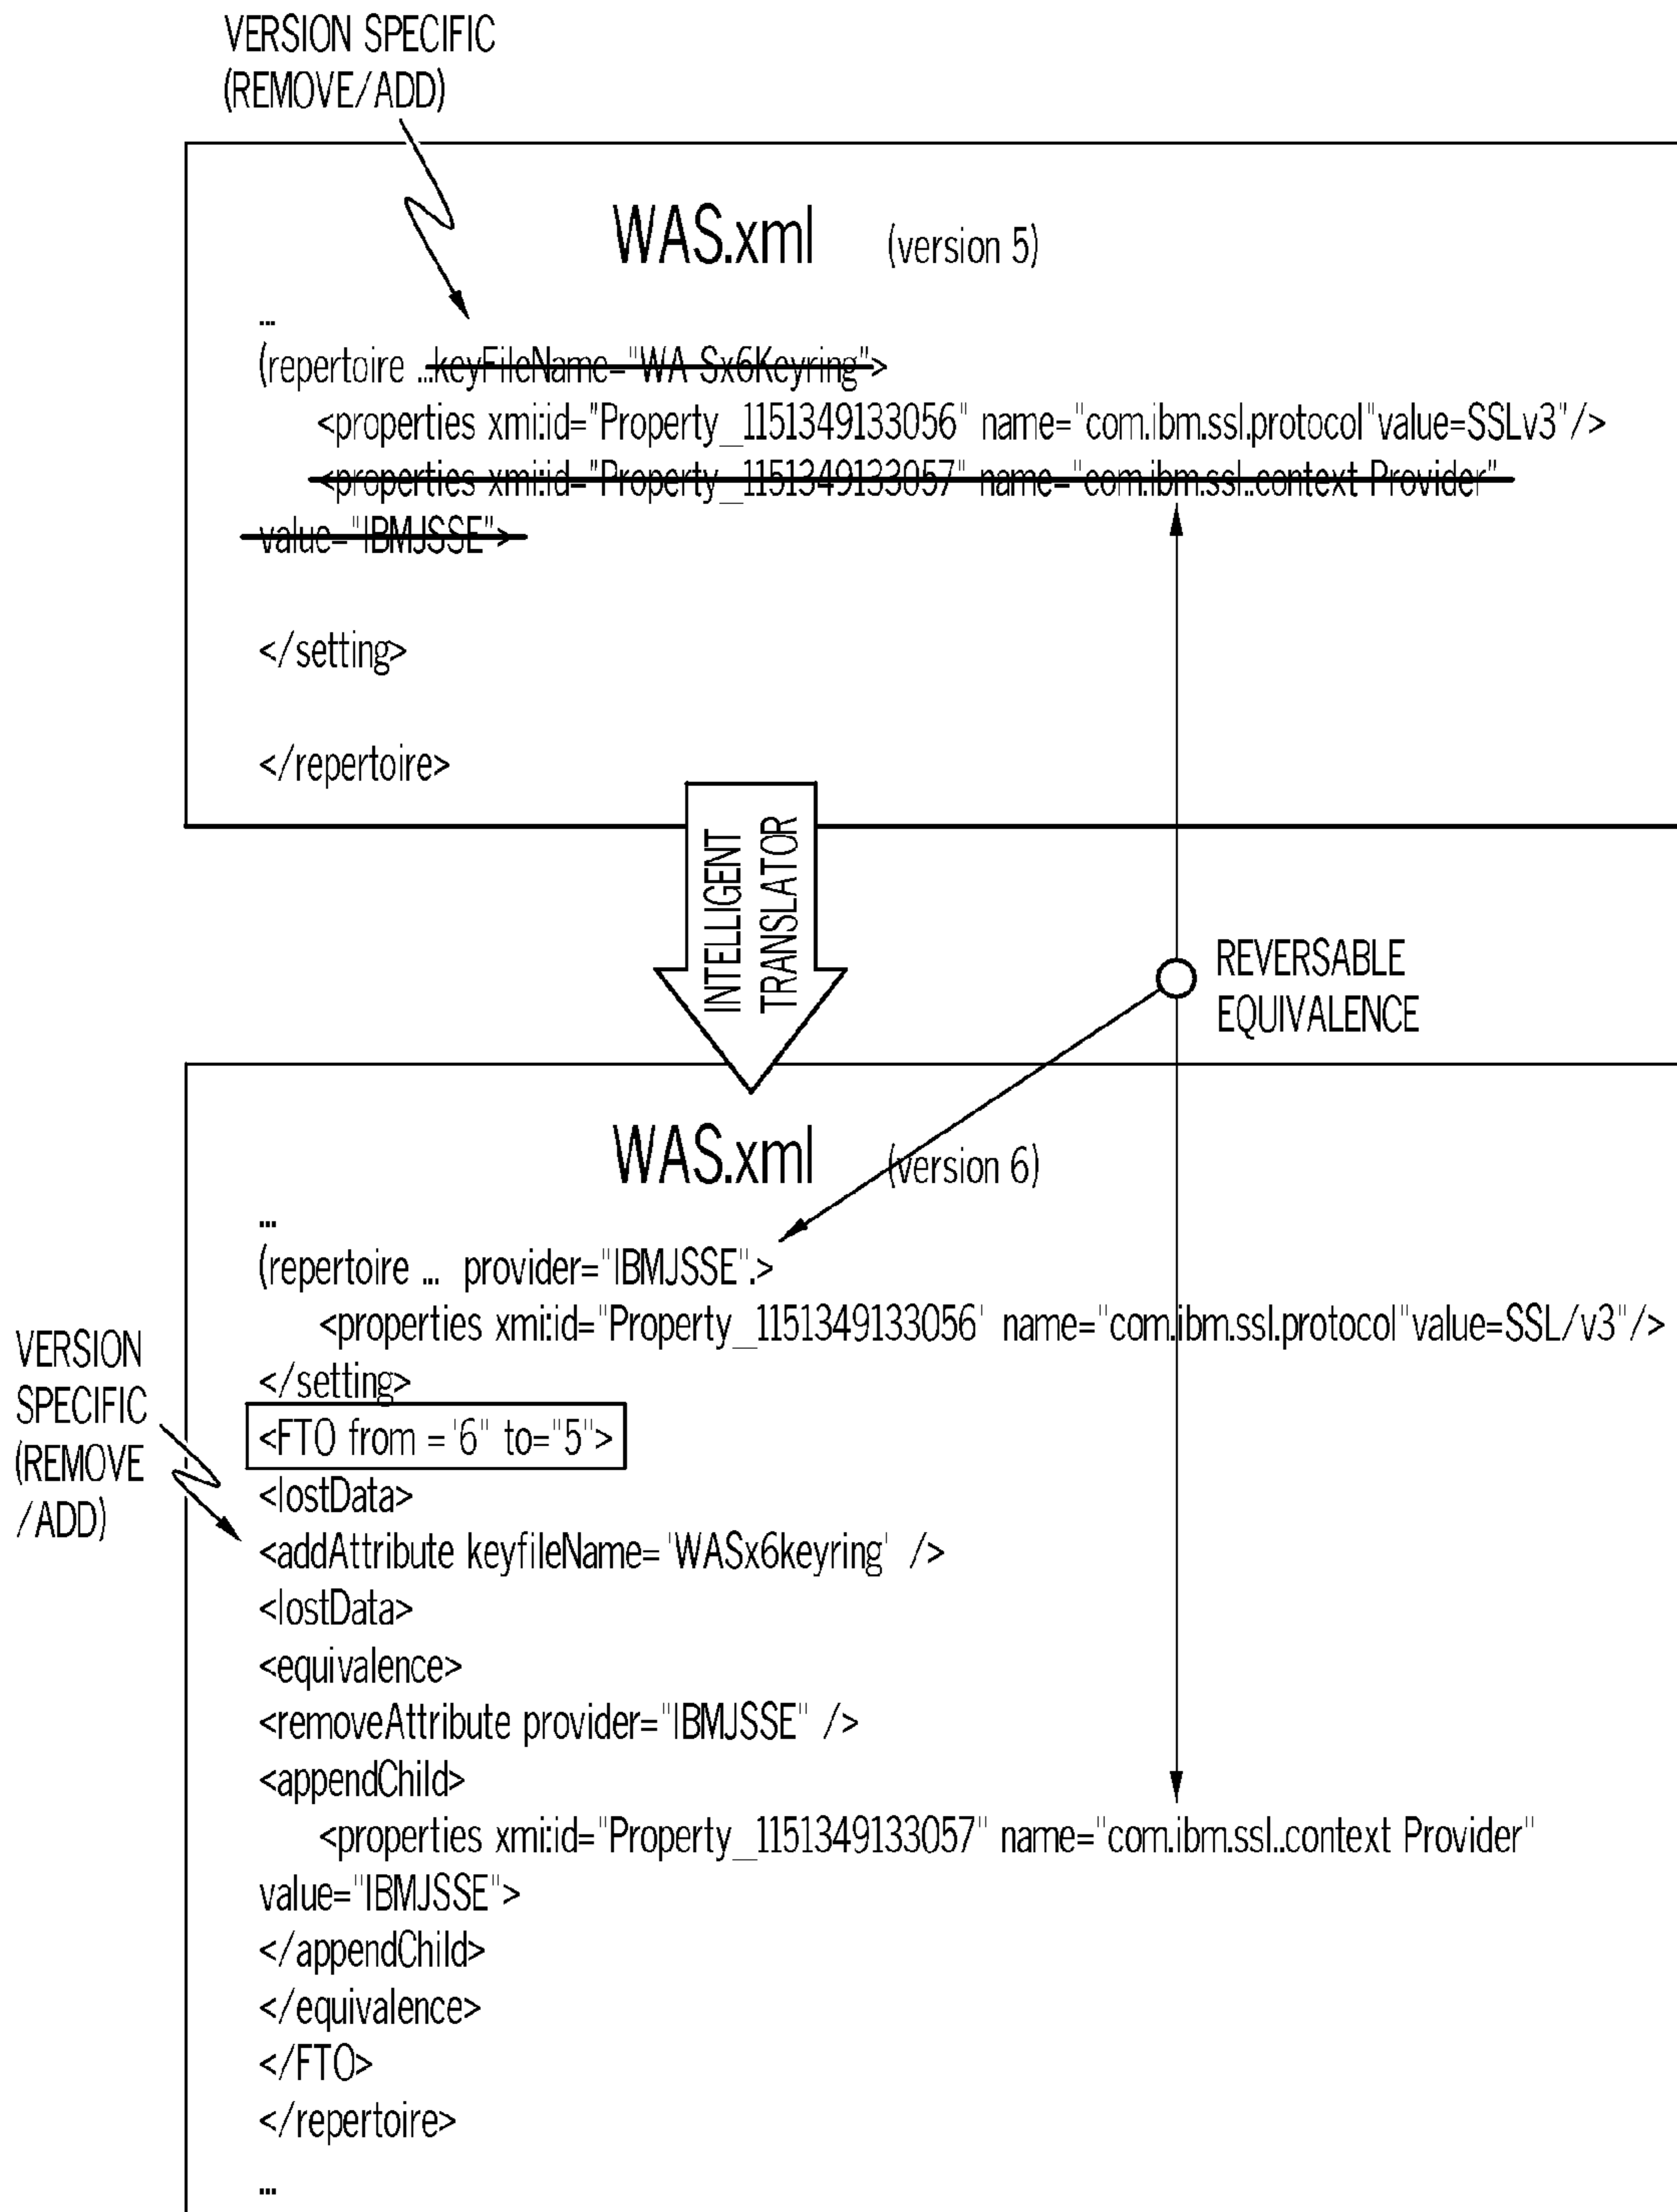 VERSION SPECIFIC
(REMOVE/ADD)
WAS.xml (version 5)
...
(repertoire ...keyFileName="WA Sx6Keyring">
<properties xmi:id="Property_1151349133056" name="com.ibm.ssl.protocol"value=SSLv3"/>
<properties xmi:id="Property_1151349133057" name="com.ibm.ssl..context Provider"
value="IBMJSSE">
</setting>
</repertoire>
INTELLIGENT
TRANSLATOR
REVERSABLE
EQUIVALENCE
WAS.xml (version 6)
...
(repertoire ... provider="IBMJSSE".>
<properties xmi:id="Property_1151349133056' name="com.ibm.ssl.protocol"value=SSL/v3"/>
</setting>
<FTO from ='6" to="5">
<lostData>
VERSION
SPECIFIC
(REMOVE
/ADD)
<addAttribute keyfileName='WASx6keyring' />
<lostData>
<equivalence>
<removeAttribute provider="IBMJSSE" />
<appendChild>
<properties xmi:id="Property_1151349133057" name="com.ibm.ssl..context Provider"
value="IBMJSSE">
</appendChild>
</equivalence>
</FTO>
</repertoire>
...